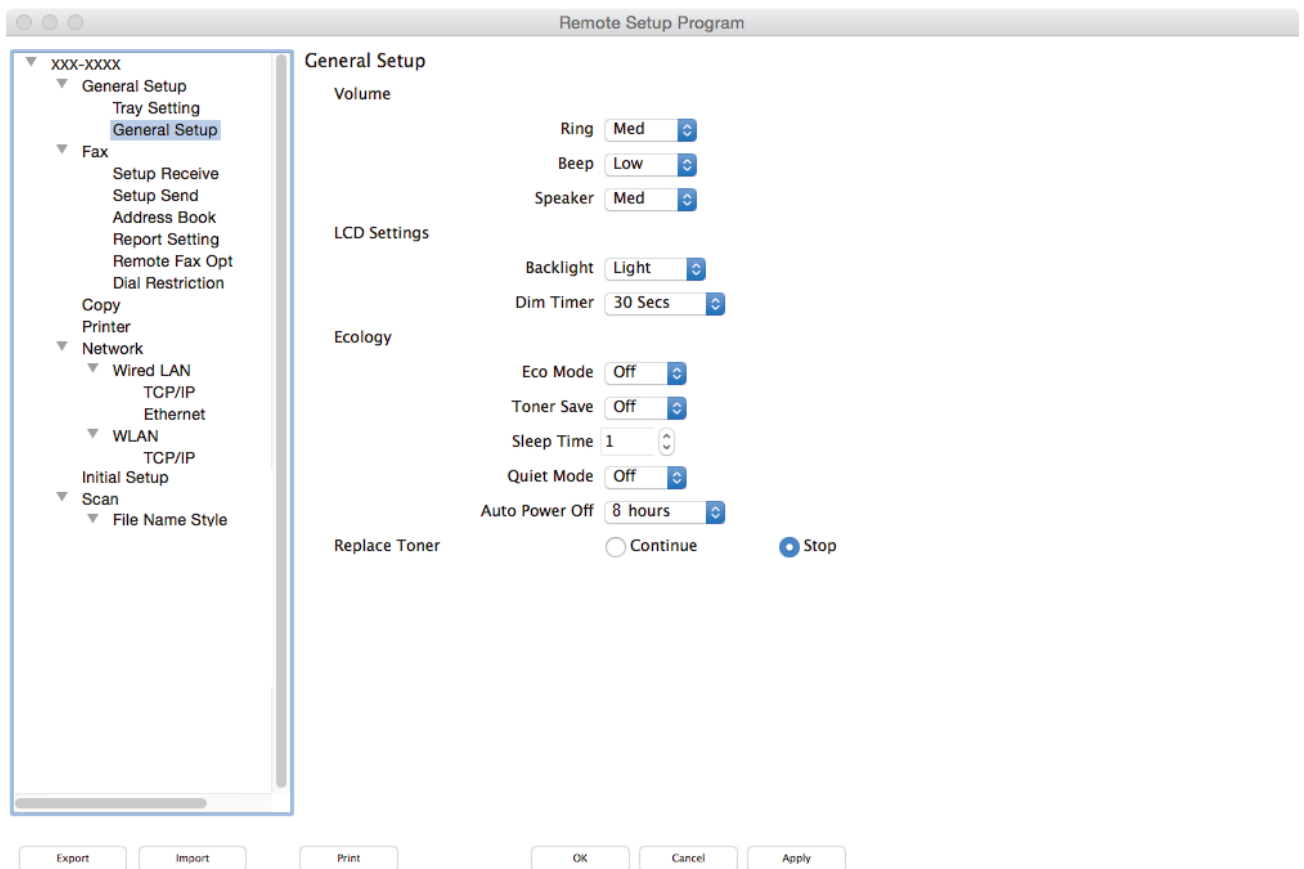 Remote Setup Program
XXX-XXXX
General Setup
Tray Setting
General Setup
Fax
Setup Receive
Setup Send
Address Book
Report Setting
Remote Fax Opt
Dial Restriction
Copy
Printer
Network
Wired LAN
TCP/IP
Ethernet
WLAN
TCP/IP
Initial Setup
Scan
File Name Style
General Setup
Volume
Ring Med
Beep Low
Speaker Med
LCD Settings
Backlight Light
Dim Timer 30 Secs
Ecology
Eco Mode Off
Toner Save Off
Sleep Time 1
Quiet Mode Off
Auto Power Off 8 hours
Replace Toner Continue Stop
Export Import Print OK Cancel Apply